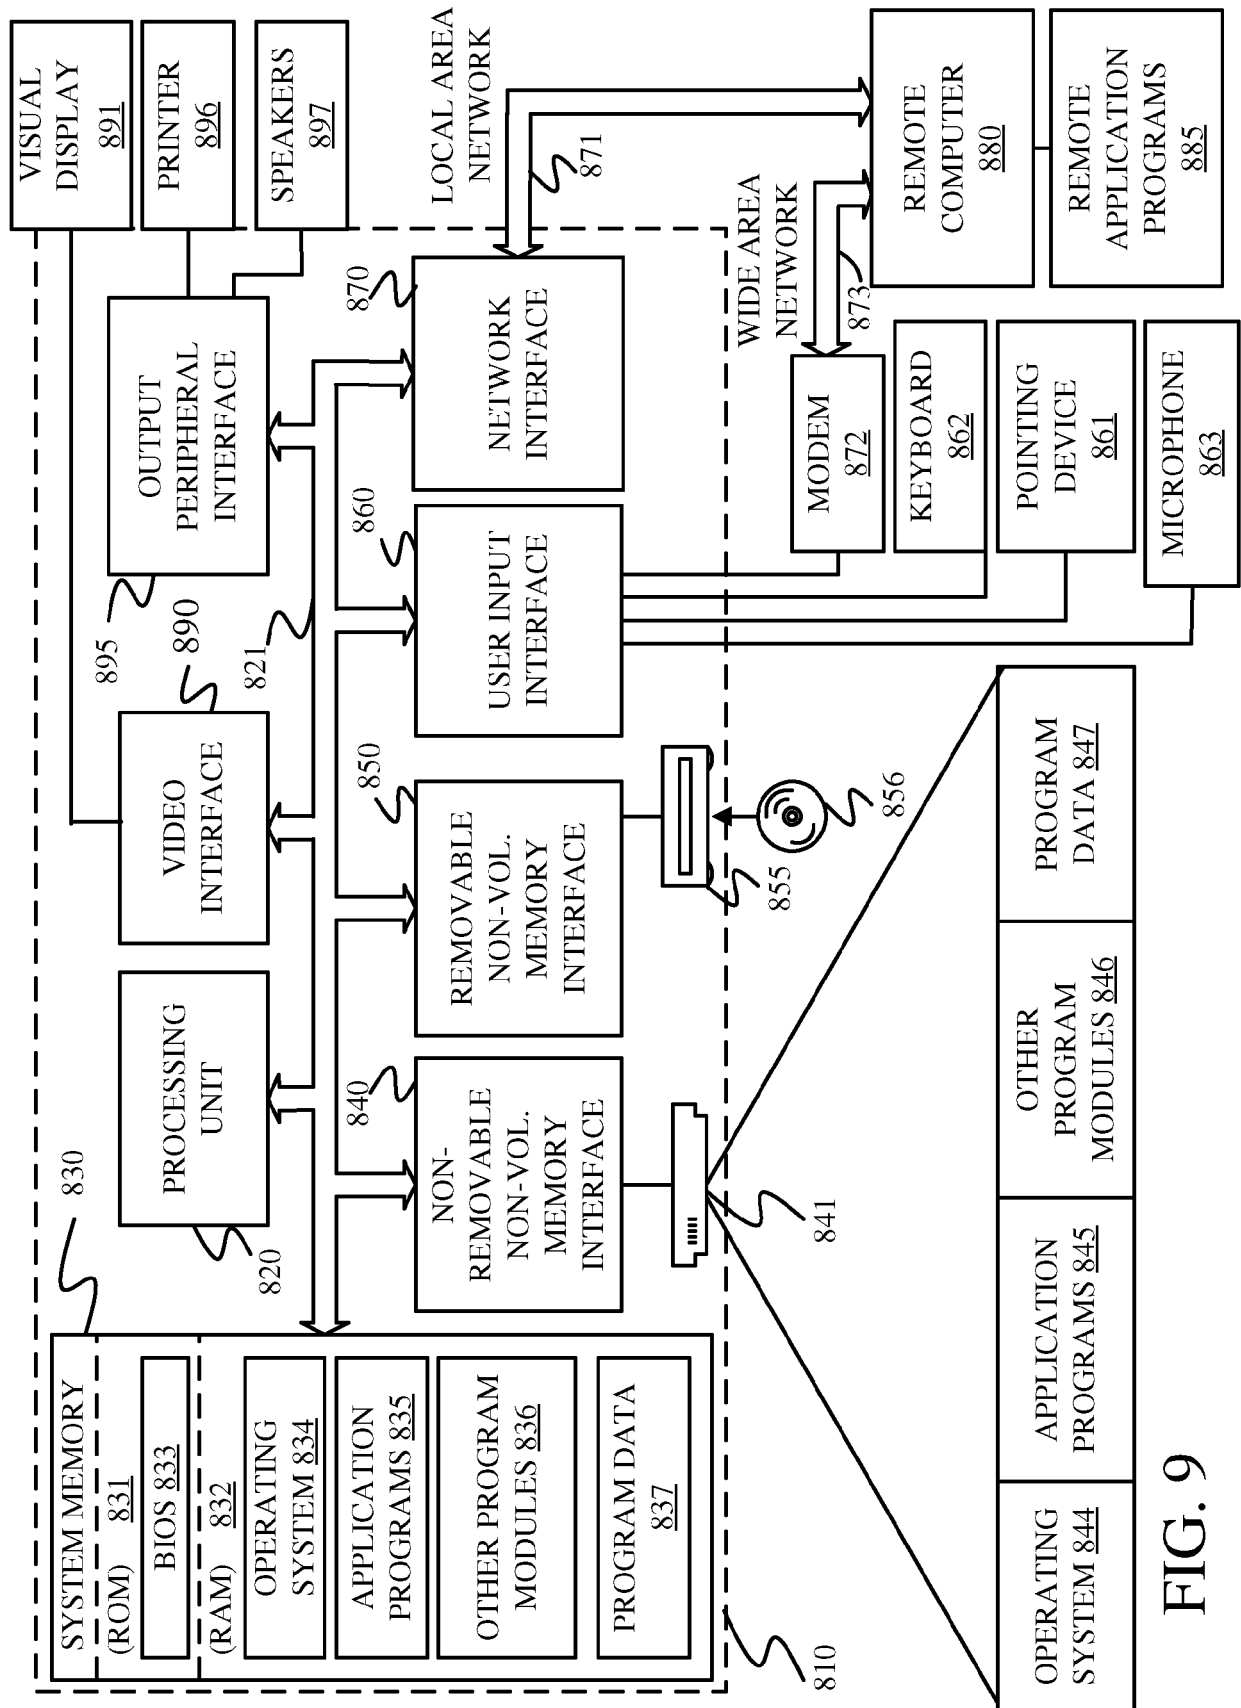 SYSTEM MEMORY
(ROM) 831
BIOS 833
(RAM) 832
OPERATING
SYSTEM 834
APPLICATION
PROGRAMS 835
OTHER PROGRAM
MODULES 836
PROGRAM DATA
837
810
830
PROCESSING
UNIT
820
VIDEO
INTERFACE
890
821
OUTPUT
PERIPHERAL
INTERFACE
895
VISUAL
DISPLAY
891
PRINTER
896
SPEAKERS
897
NON-
REMOVABLE
NON-VOL.
MEMORY
INTERFACE
840
REMOVABLE
NON-VOL.
MEMORY
INTERFACE
850
USER INPUT
INTERFACE
860
NETWORK
INTERFACE
870
LOCAL AREA
NETWORK
871
841
855
856
WIDE AREA
NETWORK
873
MODEM
872
KEYBOARD
862
POINTING
DEVICE
861
MICROPHONE
863
REMOTE
COMPUTER
880
REMOTE
APPLICATION
PROGRAMS
885
OPERATING
SYSTEM 844
APPLICATION
PROGRAMS 845
OTHER
PROGRAM
MODULES 846
PROGRAM
DATA 847
FIG. 9